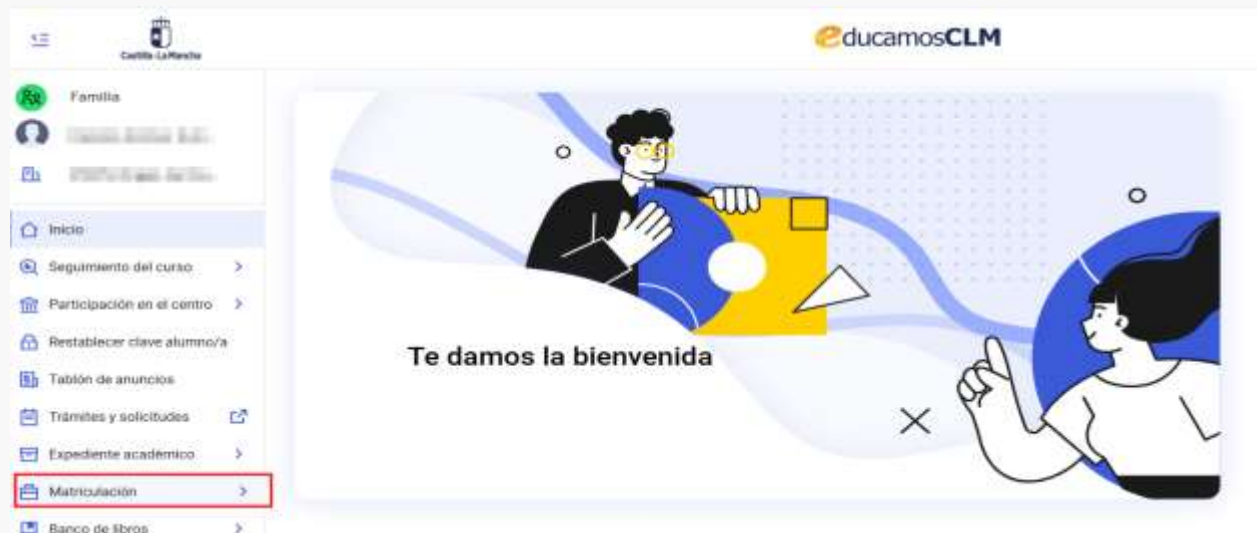 Castilla-La Mancha
educamosCLM
Familia
Inicio
Seguimiento del curso
Participación en el centro
Restablecer clave alumno/a
Tablón de anuncios
Trámites y solicitudes
Expediente académico
Matriculación
Banco de libros
Te damos la bienvenida